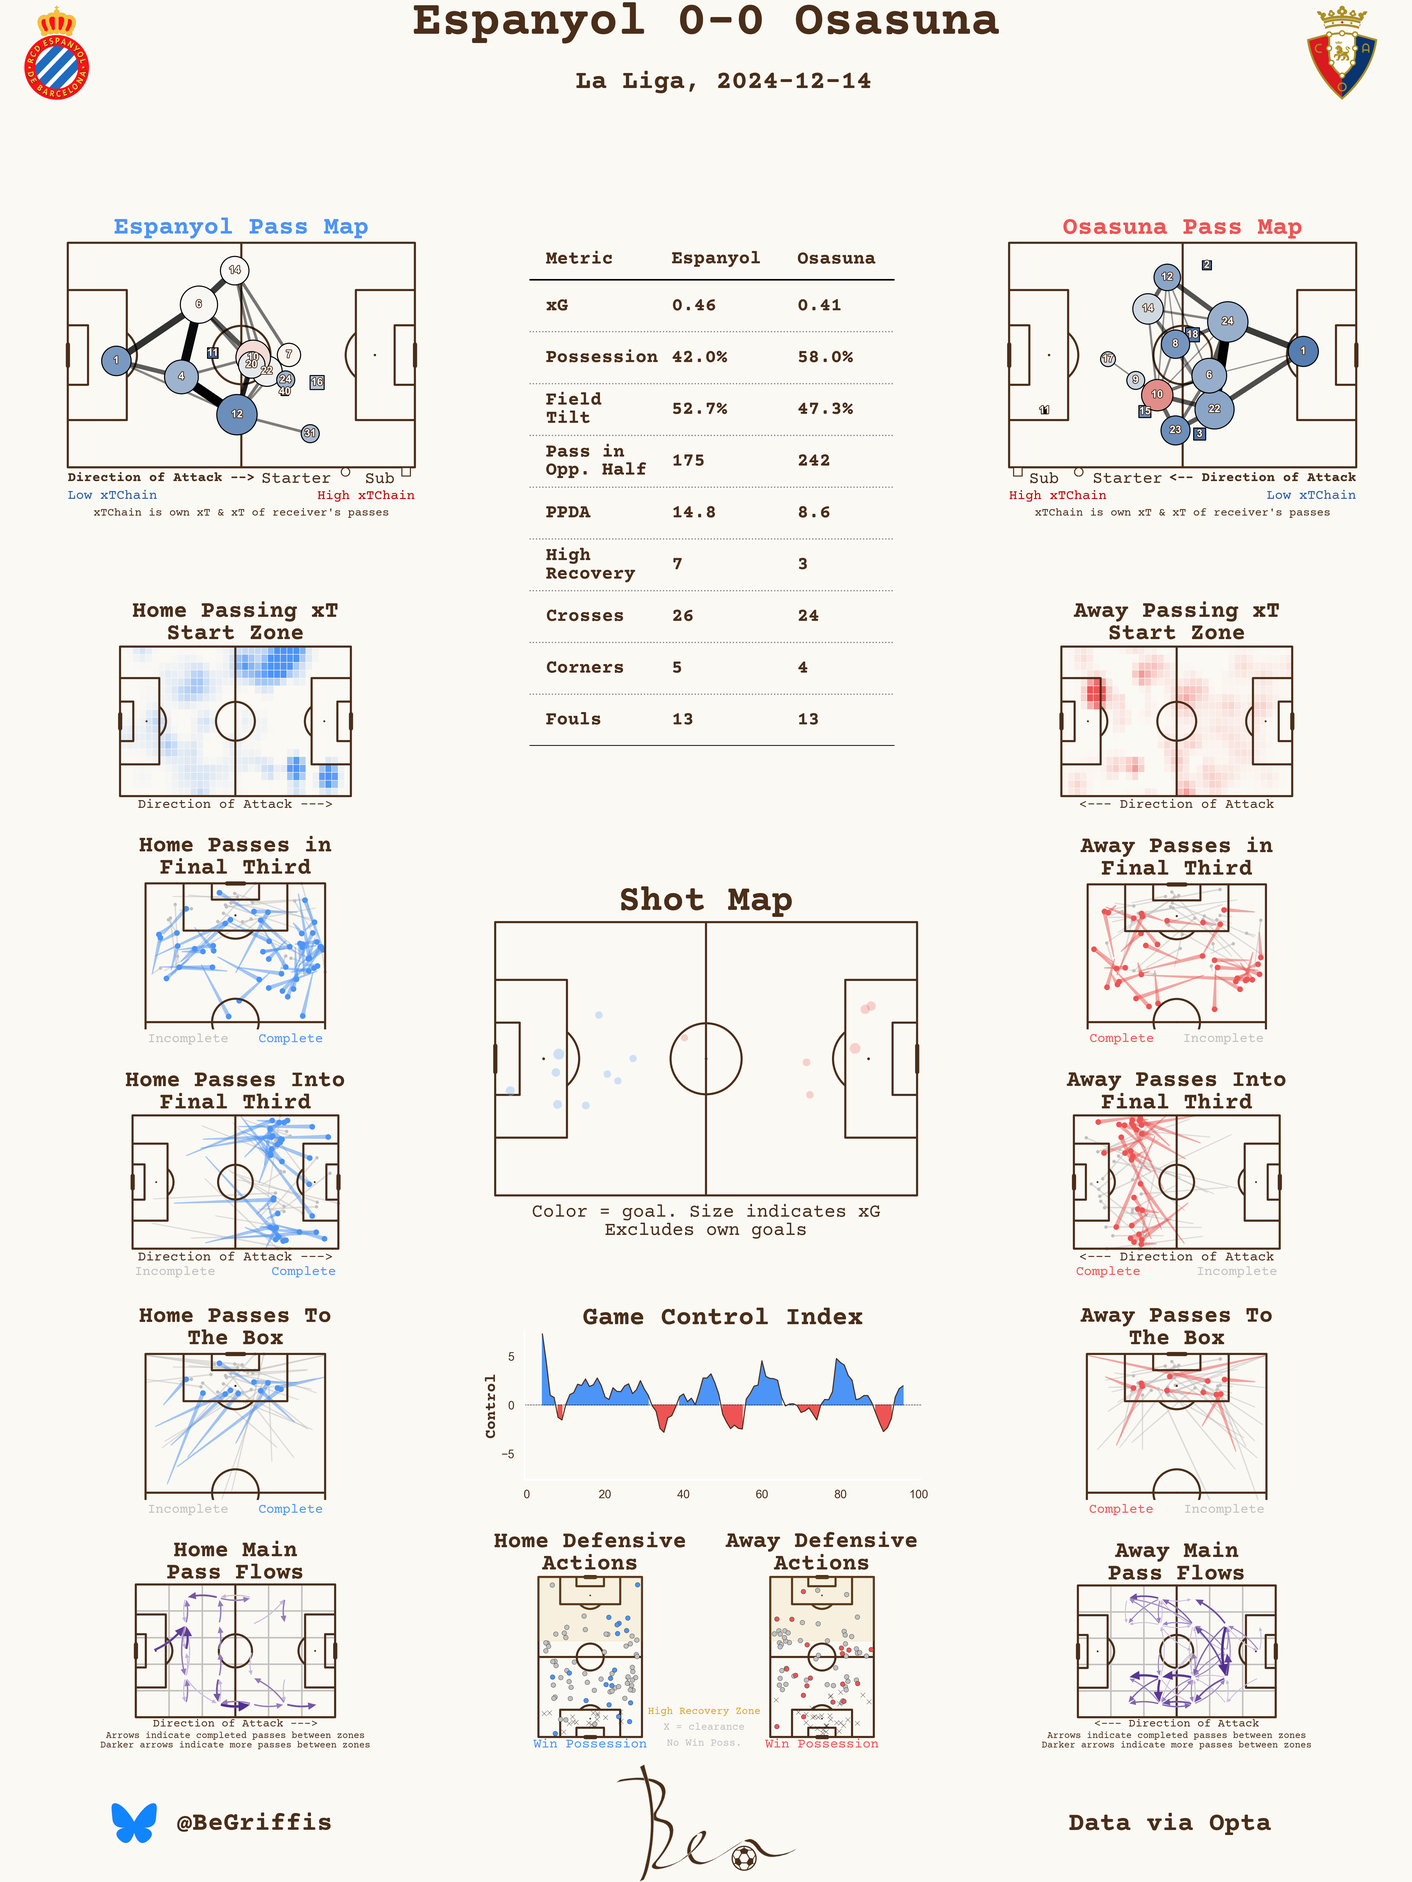 Espanyol 0-0 Osasuna
La Liga, 2024-12-14
RCD ESPANYOL
DE BARCELONA
C A
O
Espanyol Pass Map
14
6
1
11
10
20
7
4
22
24
16
40
12
31
Direction of Attack --> Starter Sub
Low xTChain High xTChain
xTChain is own xT & xT of receiver's passes
Metric Espanyol Osasuna
xG 0.46 0.41
Possession 42.0% 58.0%
Field
Tilt 52.7% 47.3%
Pass in
Opp. Half 175 242
PPDA 14.8 8.6
High
Recovery 7 3
Crosses 26 24
Corners 5 4
Fouls 13 13
Osasuna Pass Map
2
12
14
24
18
8
1
17
9
6
10
11
15
22
23
3
Sub Starter <-- Direction of Attack
High xTChain Low xTChain
xTChain is own xT & xT of receiver's passes
Home Passing xT
Start Zone
Direction of Attack --->
Away Passing xT
Start Zone
<--- Direction of Attack
Home Passes in
Final Third
Incomplete Complete
Away Passes in
Final Third
Complete Incomplete
Shot Map
Color = goal. Size indicates xG
Excludes own goals
Home Passes Into
Final Third
Direction of Attack --->
Incomplete Complete
Away Passes Into
Final Third
<--- Direction of Attack
Complete Incomplete
Home Passes To
The Box
Incomplete Complete
Game Control Index
Control
5
0
−5
0 20 40 60 80 100
Away Passes To
The Box
Complete Incomplete
Home Main
Pass Flows
Direction of Attack --->
Arrows indicate completed passes between zones
Darker arrows indicate more passes between zones
Home Defensive
Actions
Win Possession
High Recovery Zone
X = clearance
No Win Poss.
Away Defensive
Actions
Win Possession
Away Main
Pass Flows
<--- Direction of Attack
Arrows indicate completed passes between zones
Darker arrows indicate more passes between zones
@BeGriffis
Ben
Data via Opta